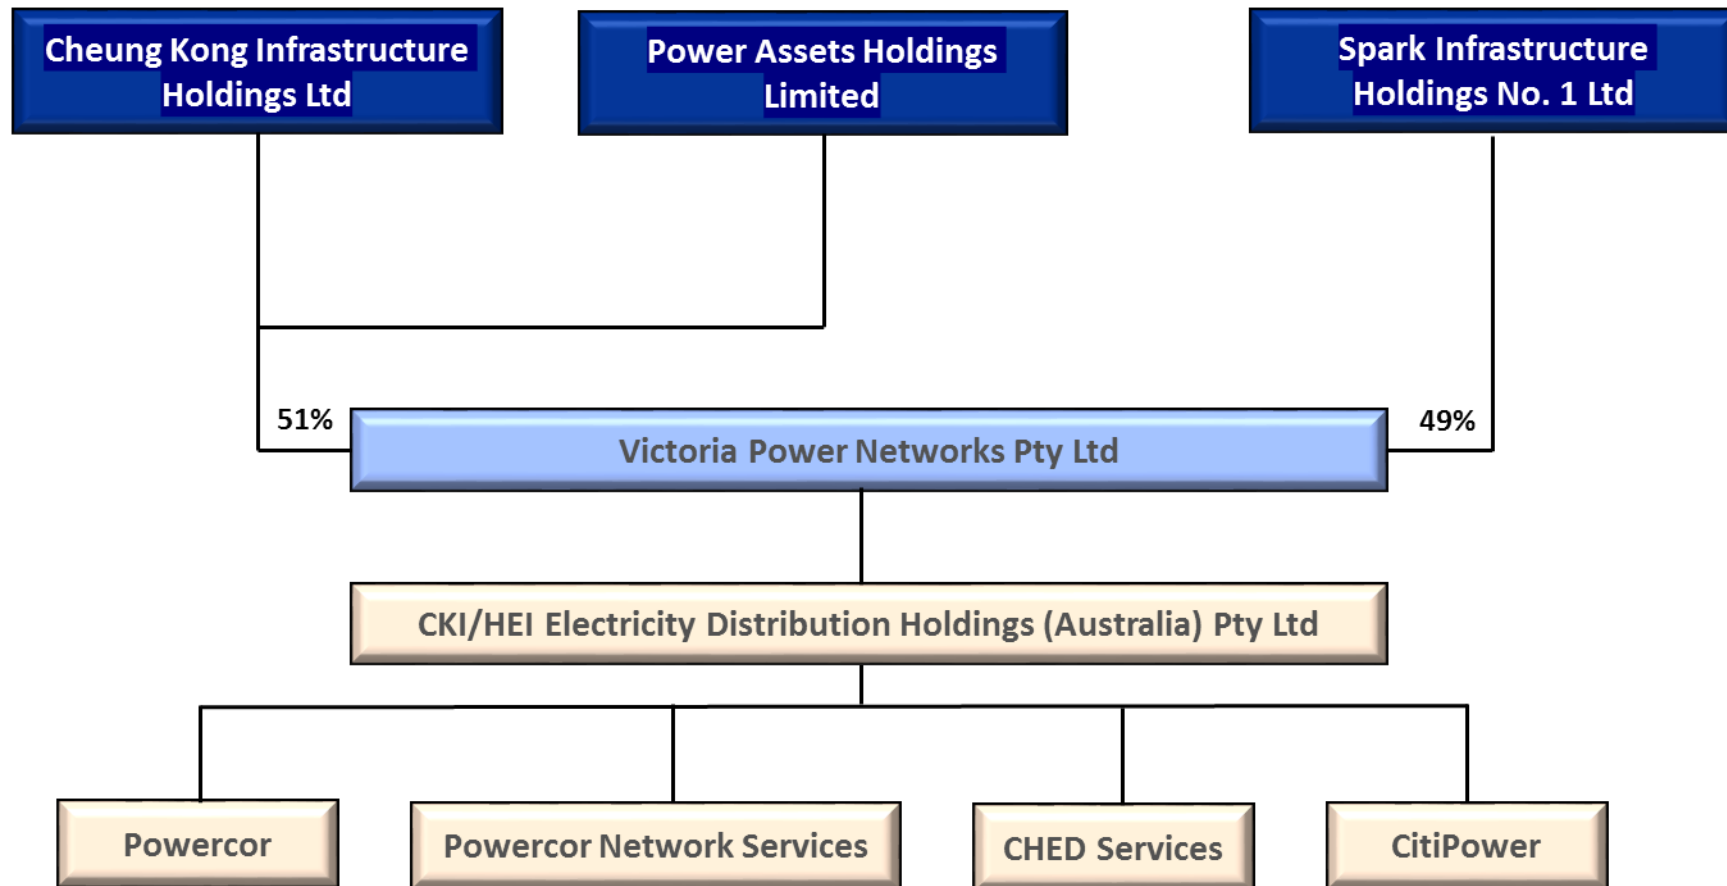 Cheung Kong Infrastructure
Holdings Ltd
Power Assets Holdings
Limited
Spark Infrastructure
Holdings No. 1 Ltd
51%
49%
Victoria Power Networks Pty Ltd
CKI/HEI Electricity Distribution Holdings (Australia) Pty Ltd
Powercor
Powercor Network Services
CHED Services
CitiPower